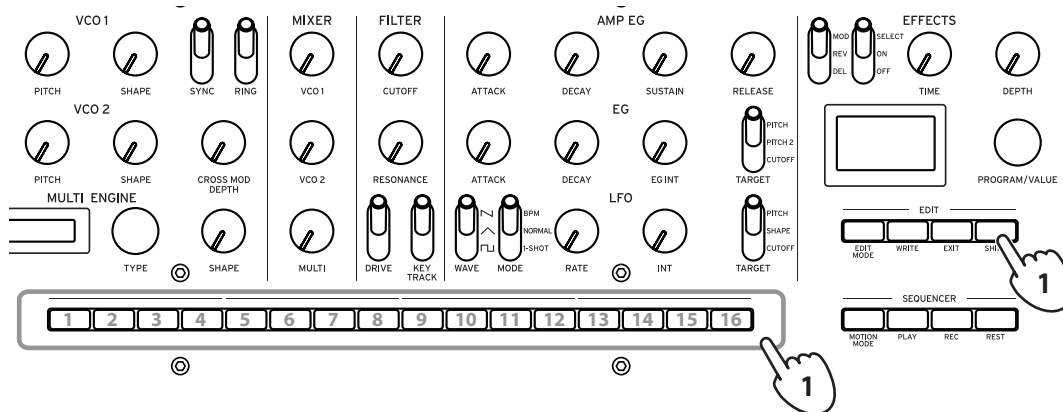 VCO 1 MIXER FILTER AMP EG EFFECTS
MOD SELECT
REV ON
DEL OFF
PITCH SHAPE SYNC RING VCO 1 CUTOFF ATTACK DECAY SUSTAIN RELEASE TIME DEPTH
VCO 2 EG
PITCH
PITCH 2
CUTOFF
PITCH SHAPE CROSS MOD DEPTH VCO 2 RESONANCE ATTACK DECAY EG INT TARGET PROGRAM/VALUE
MULTI ENGINE LFO
BPM
NORMAL
1-SHOT
PITCH
SHAPE
CUTOFF
TYPE SHAPE MULTI DRIVE KEY TRACK WAVE MODE RATE INT TARGET
EDIT
EDIT MODE WRITE EXIT
1
1 2 3 4 5 6 7 8 9 10 11 12 13 14 15 16
SEQUENCER
MOTION MODE PLAY REC REST
1